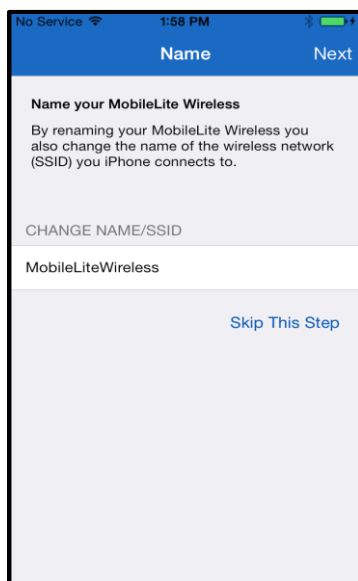 No Service 1:58 PM
Name Next
Name your MobileLite Wireless
By renaming your MobileLite Wireless you
also change the name of the wireless network
(SSID) you iPhone connects to.
CHANGE NAME/SSID
MobileLiteWireless
Skip This Step